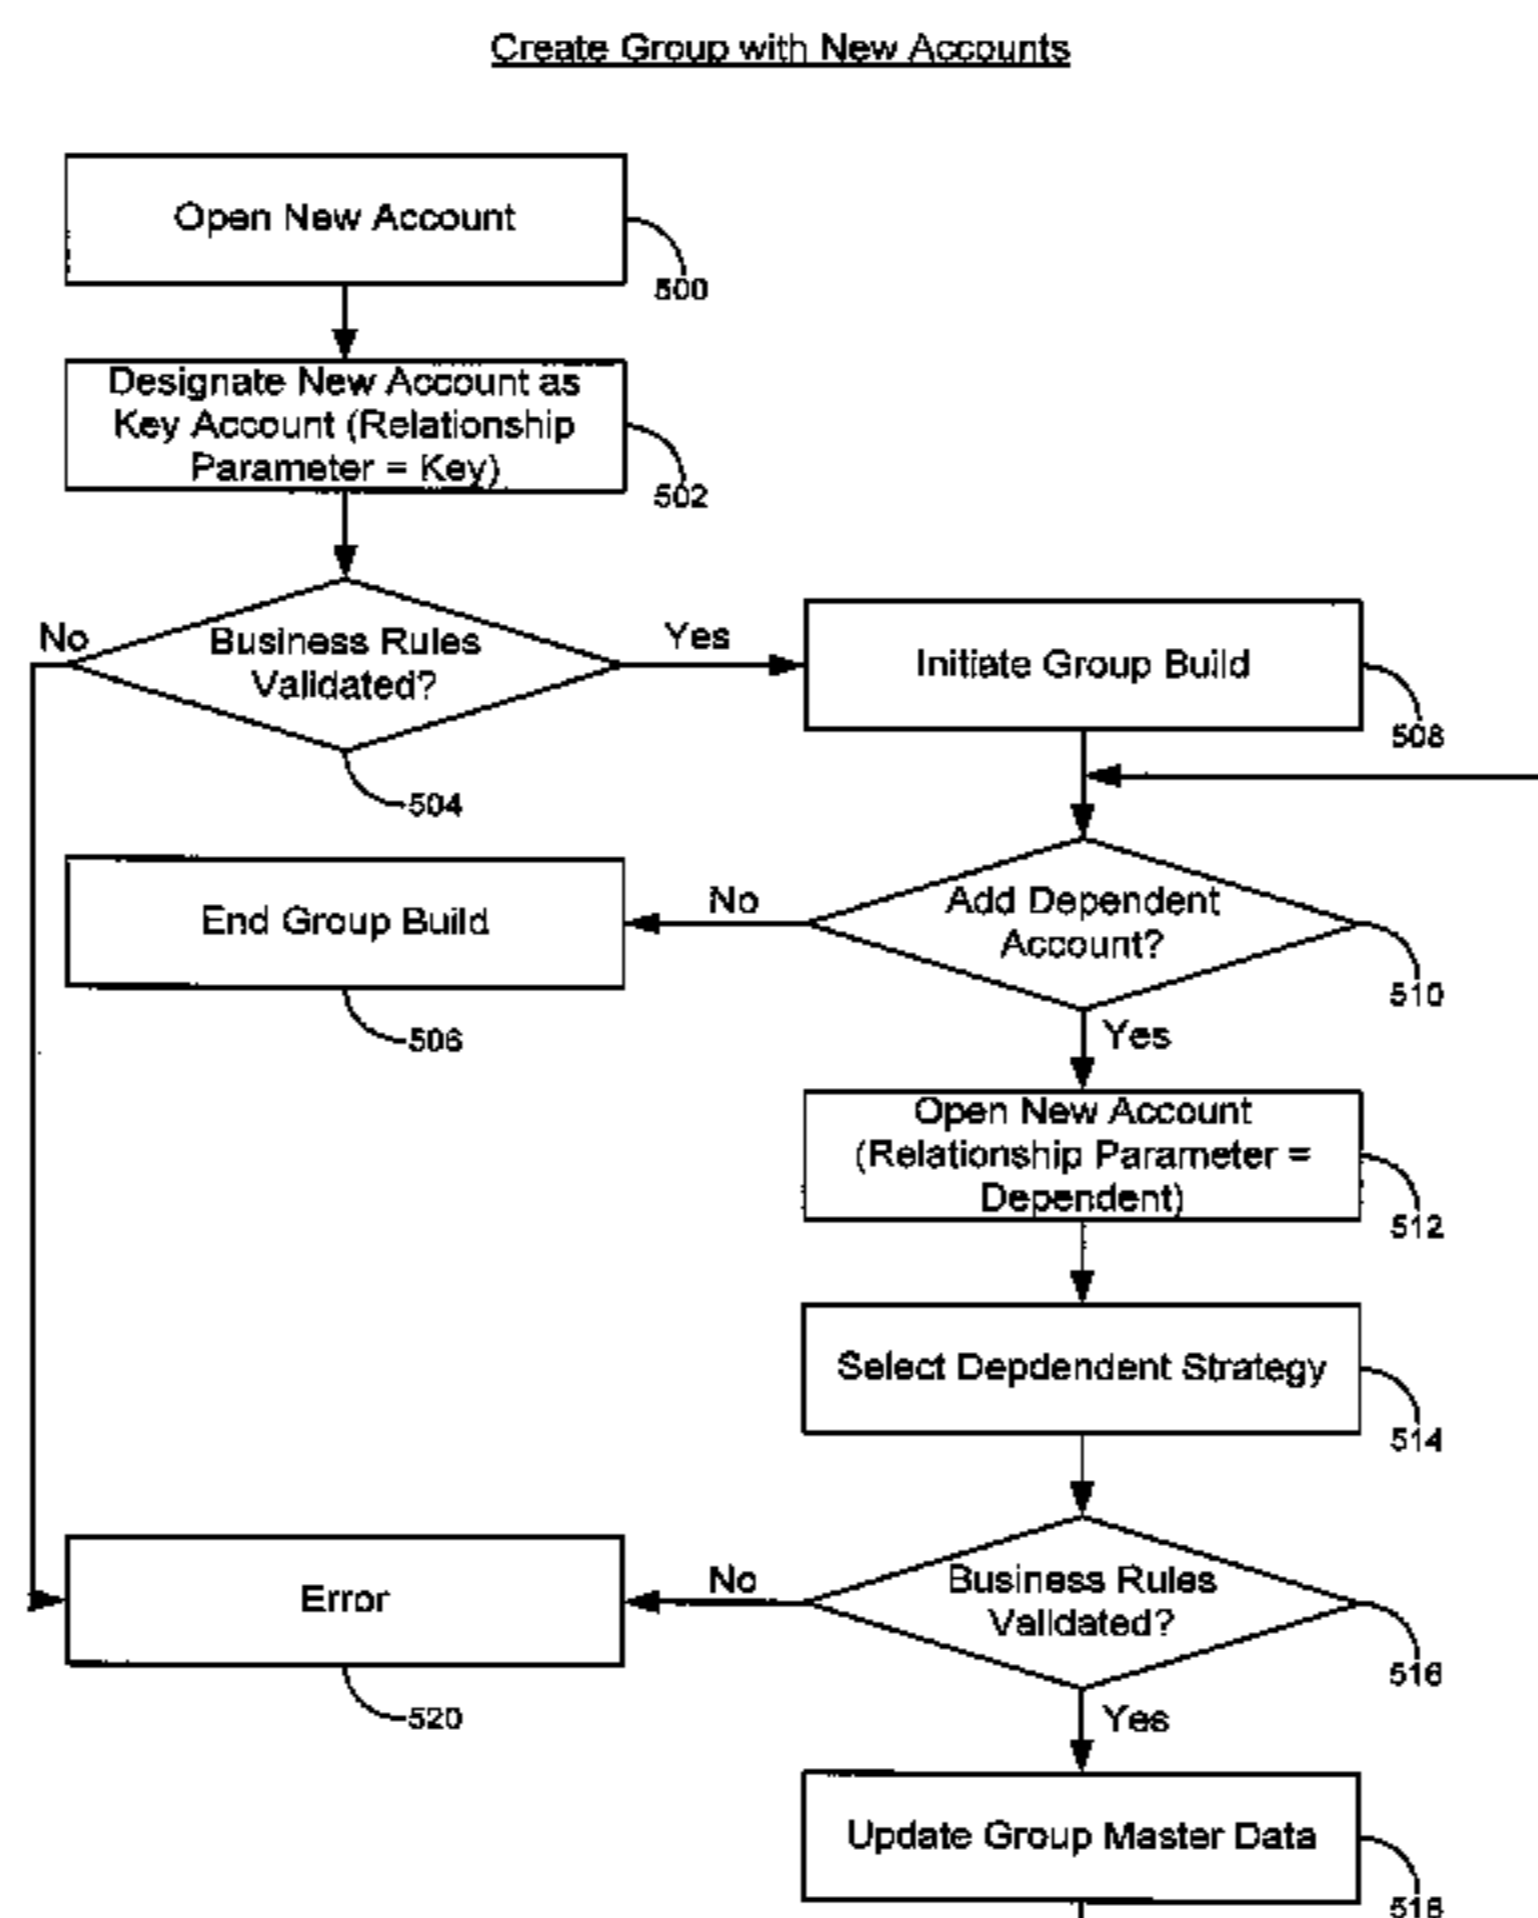 Create Group with New Accounts
Open New Account
500
Designate New Account as
Key Account (Relationship
Parameter = Key)
502
No
Business Rules
Validated?
Yes
504
Initiate Group Build
508
End Group Build
506
No
Add Dependent
Account?
510
Yes
Open New Account
(Relationship Parameter =
Dependent)
512
Select Depdendent Strategy
514
Error
520
No
Business Rules
Validated?
516
Yes
Update Group Master Data
518